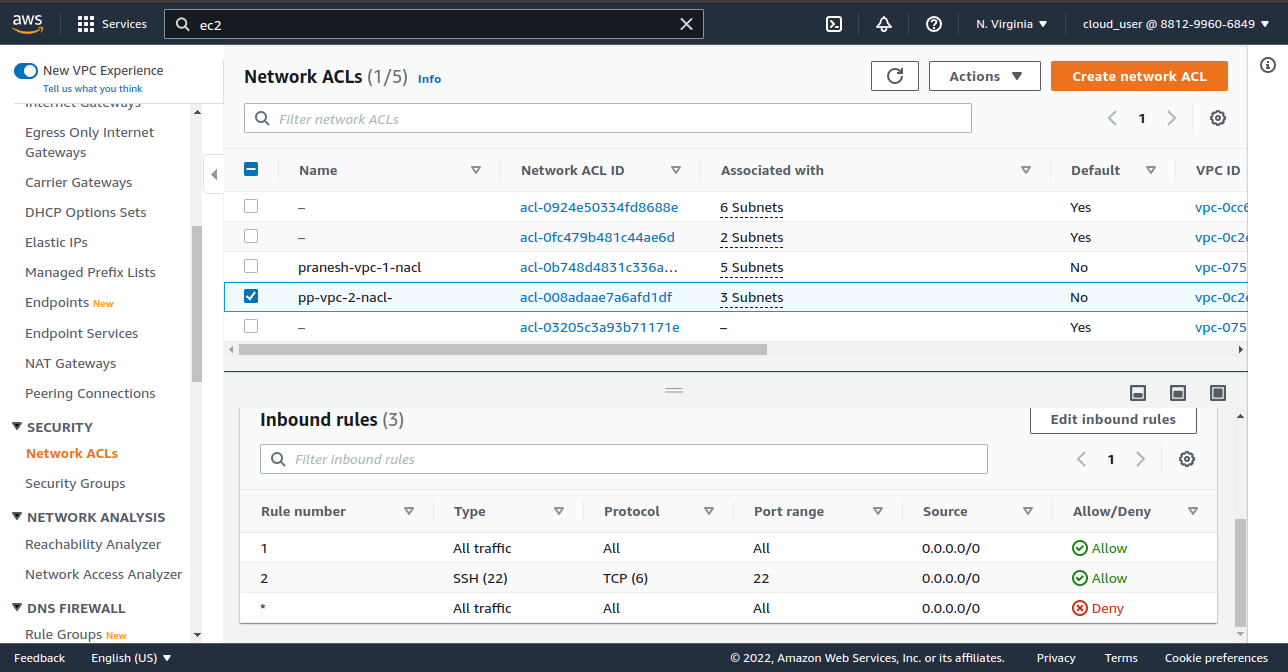 aws Services ec2 N. Virginia cloud_user @ 8812-9960-6849
New VPC Experience
Tell us what you think
Internet Gateways
Egress Only Internet
Gateways
Carrier Gateways
DHCP Options Sets
Elastic IPs
Managed Prefix Lists
Endpoints New
Endpoint Services
NAT Gateways
Peering Connections
SECURITY
Network ACLs
Security Groups
NETWORK ANALYSIS
Reachability Analyzer
Network Access Analyzer
DNS FIREWALL
Rule Groups New
Network ACLs (1/5) Info
Actions
Create network ACL
Filter network ACLs
1
Name Network ACL ID Associated with Default VPC ID
– acl-0924e50334fd8688e 6 Subnets Yes vpc-0cc6
– acl-0fc479b481c44ae6d 2 Subnets Yes vpc-0c2e
pranesh-vpc-1-nacl acl-0b748d4831c336a... 5 Subnets No vpc-075
pp-vpc-2-nacl- acl-008adaae7a6afd1df 3 Subnets No vpc-0c2e
– acl-03205c3a93b71171e – Yes vpc-075
Inbound rules (3)
Edit inbound rules
Filter inbound rules
1
Rule number Type Protocol Port range Source Allow/Deny
1 All traffic All All 0.0.0.0/0 Allow
2 SSH (22) TCP (6) 22 0.0.0.0/0 Allow
* All traffic All All 0.0.0.0/0 Deny
Feedback English (US) © 2022, Amazon Web Services, Inc. or its affiliates. Privacy Terms Cookie preferences